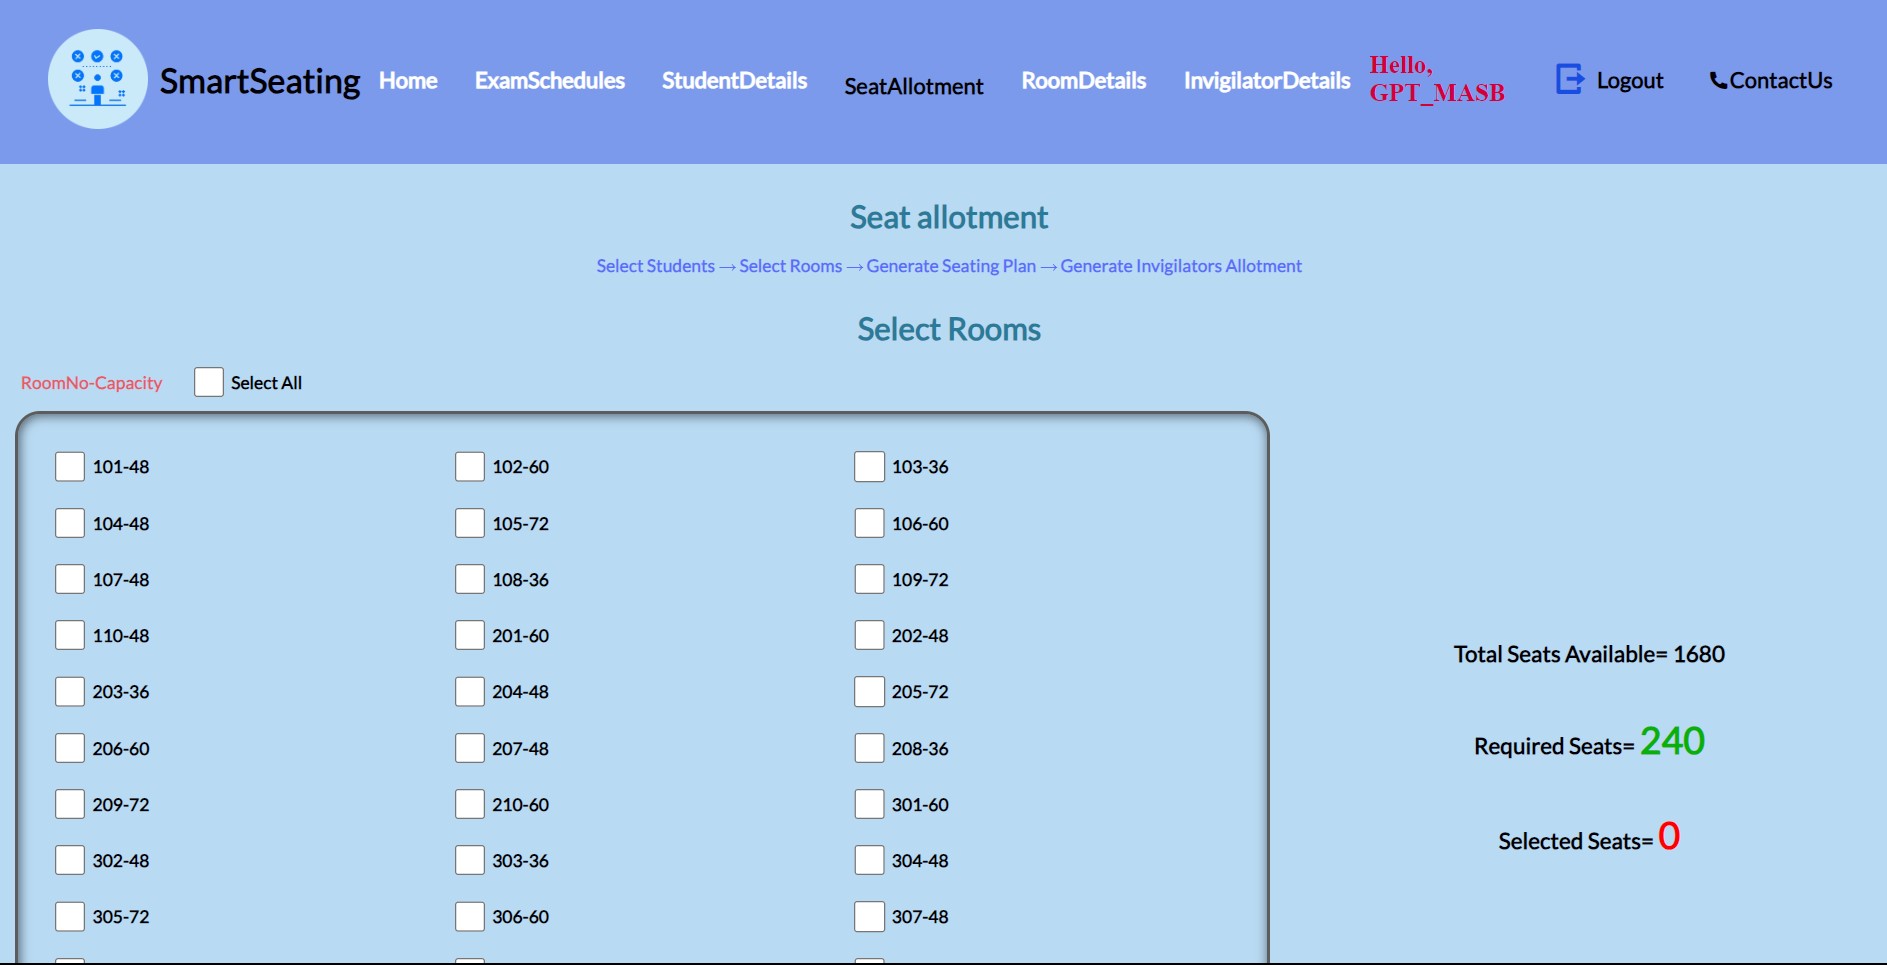 SmartSeating Home ExamSchedules StudentDetails SeatAllotment RoomDetails InvigilatorDetails Hello, GPT_MASB Logout ContactUs
Seat allotment
Select Students → Select Rooms → Generate Seating Plan → Generate Invigilators Allotment
Select Rooms
RoomNo-Capacity Select All
101-48 102-60 103-36
104-48 105-72 106-60
107-48 108-36 109-72
110-48 201-60 202-48
203-36 204-48 205-72
206-60 207-48 208-36
209-72 210-60 301-60
302-48 303-36 304-48
305-72 306-60 307-48
Total Seats Available= 1680
Required Seats= 240
Selected Seats= 0